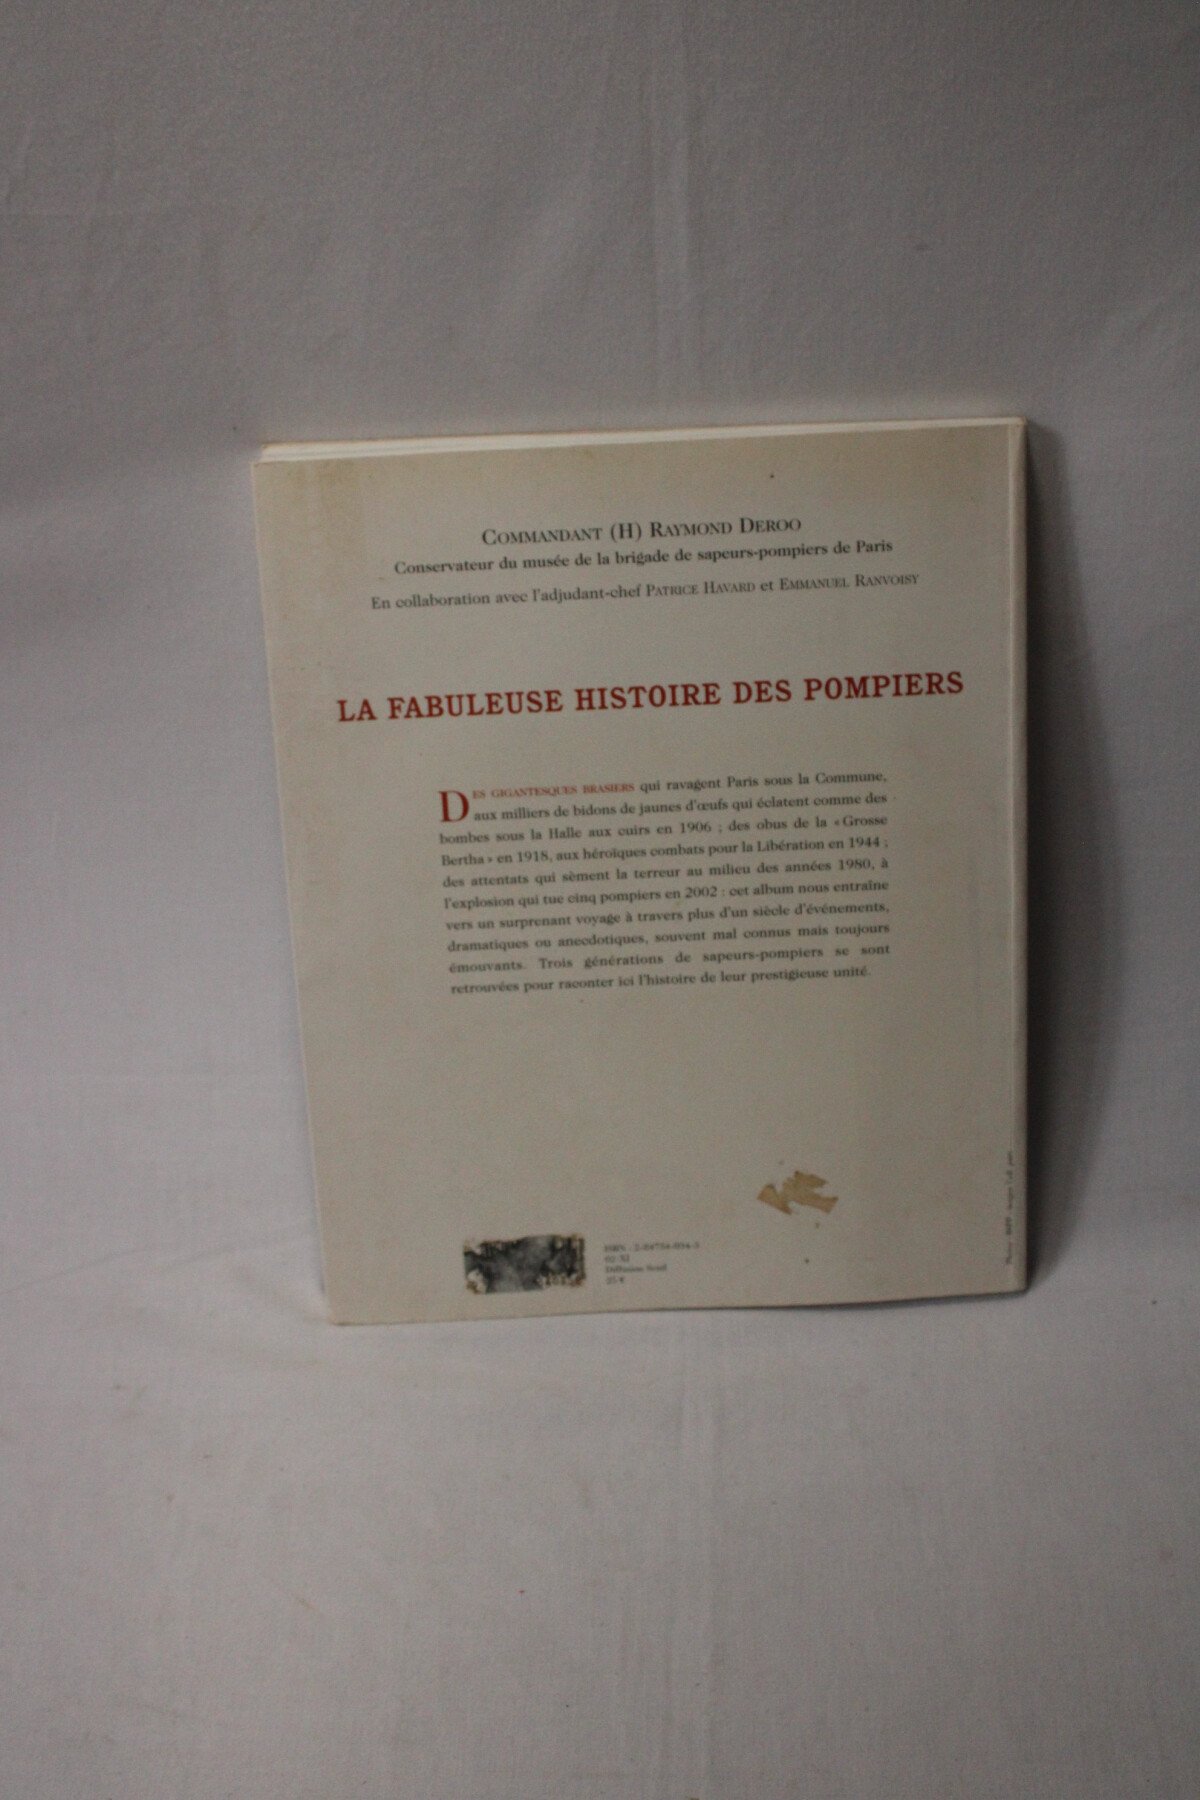 COMMANDANT (H) RAYMOND DEROO
Conservateur du musée de la brigade de sapeurs-pompiers de Paris
En collaboration avec l'adjudant-chef PATRICE HAVARD et EMMANUEL RANVOISY
LA FABULEUSE HISTOIRE DES POMPIERS
DES GIGANTESQUES BRASIERS qui ravagent Paris sous la Commune,
aux milliers de bidons de jaunes d'œufs qui éclatent comme des
bombes sous la Halle aux cuirs en 1906 ; des obus de la « Grosse
Bertha » en 1918, aux héroïques combats pour la Libération en 1944 ;
des attentats qui sèment la terreur au milieu des années 1980, à
l'explosion qui tue cinq pompiers en 2002 : cet album nous entraîne
vers un surprenant voyage à travers plus d'un siècle d'événements,
dramatiques ou anecdotiques, souvent mal connus mais toujours
émouvants. Trois générations de sapeurs-pompiers se sont
retrouvées pour raconter ici l'histoire de leur prestigieuse unité.
ISBN :
02-XI
Diffusion Seuil
25 €